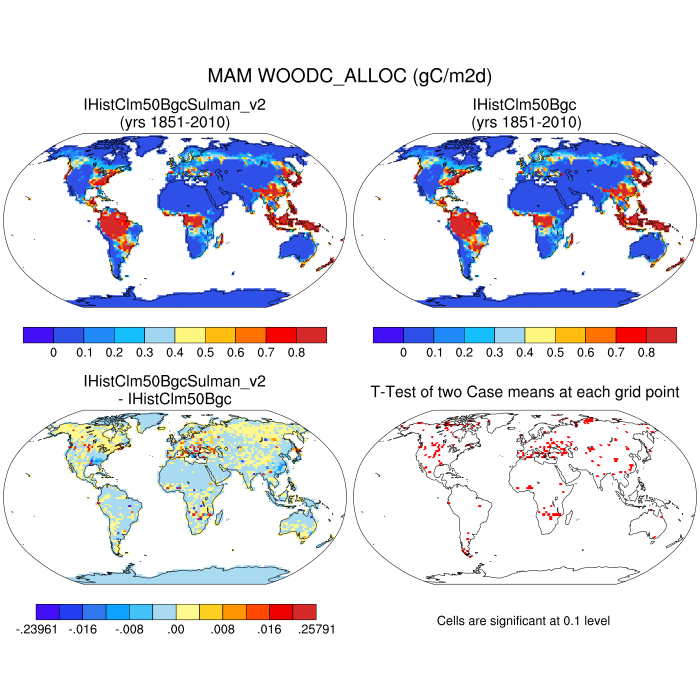 MAM WOODC_ALLOC (gC/m2d)
IHistClm50BgcSulman_v2
(yrs 1851-2010)
IHistClm50Bgc
(yrs 1851-2010)
0 0.1 0.2 0.3 0.4 0.5 0.6 0.7 0.8
0 0.1 0.2 0.3 0.4 0.5 0.6 0.7 0.8
IHistClm50BgcSulman_v2
- IHistClm50Bgc
T-Test of two Case means at each grid point
-.23961 -.016 -.008 .00 .008 .016 .25791
Cells are significant at 0.1 level